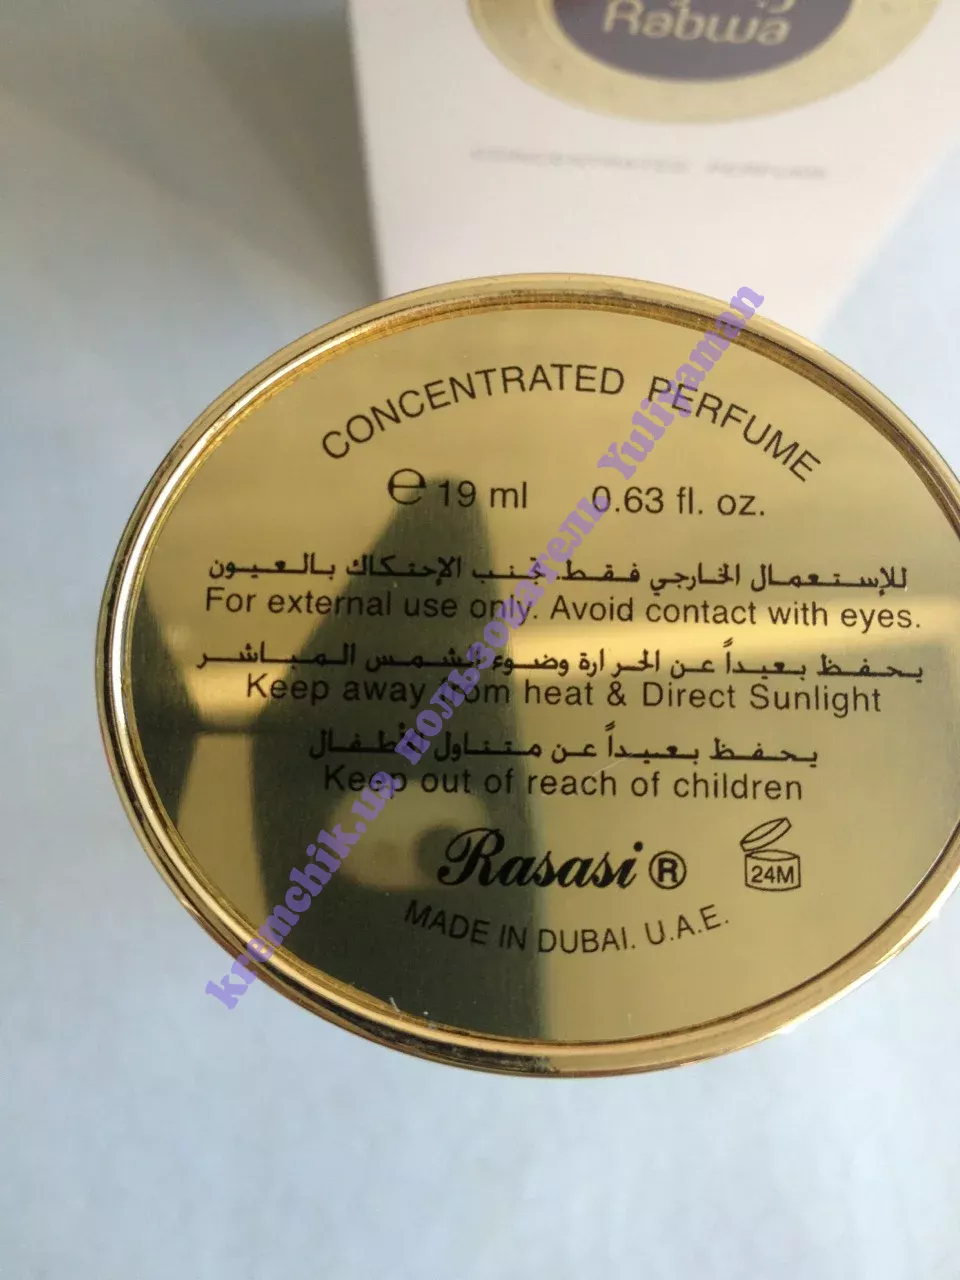 Rabwa
CONCENTRATED PERFUME
CONCENTRATED PERFUME
e 19 ml 0.63 fl. oz.
للإستعمال الخارجي فقط. تجنب الإحتكاك بالعيون
For external use only. Avoid contact with eyes.
يحفظ بعيداً عن الحرارة وضوء الشمس المباشر
Keep away from heat & Direct Sunlight
يحفظ بعيداً عن متناول الأطفال
Keep out of reach of children
Rasasi ®
24M
MADE IN DUBAI. U.A.E.
kremchik.ua пользователь Yuliyaman